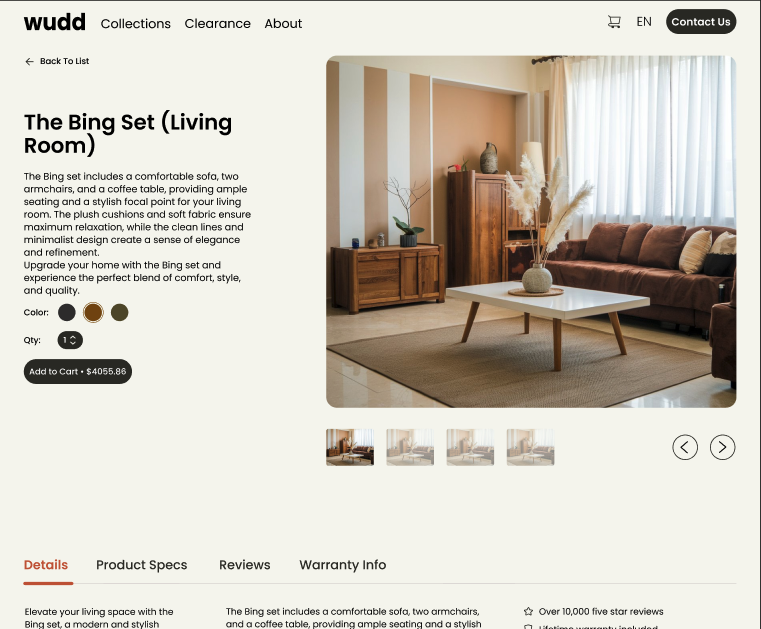 wudd Collections Clearance About EN Contact Us
Back To List
The Bing Set (Living
Room)
The Bing set includes a comfortable sofa, two
armchairs, and a coffee table, providing ample
seating and a stylish focal point for your living
room. The plush cushions and soft fabric ensure
maximum relaxation, while the clean lines and
minimalist design create a sense of elegance
and refinement.
Upgrade your home with the Bing set and
experience the perfect blend of comfort, style,
and quality.
Color:
Qty: 1
Add to Cart • $4055.86
Details Product Specs Reviews Warranty Info
Elevate your living space with the
Bing set, a modern and stylish
The Bing set includes a comfortable sofa, two armchairs,
and a coffee table, providing ample seating and a stylish
Over 10,000 five star reviews
Lifetime warranty included